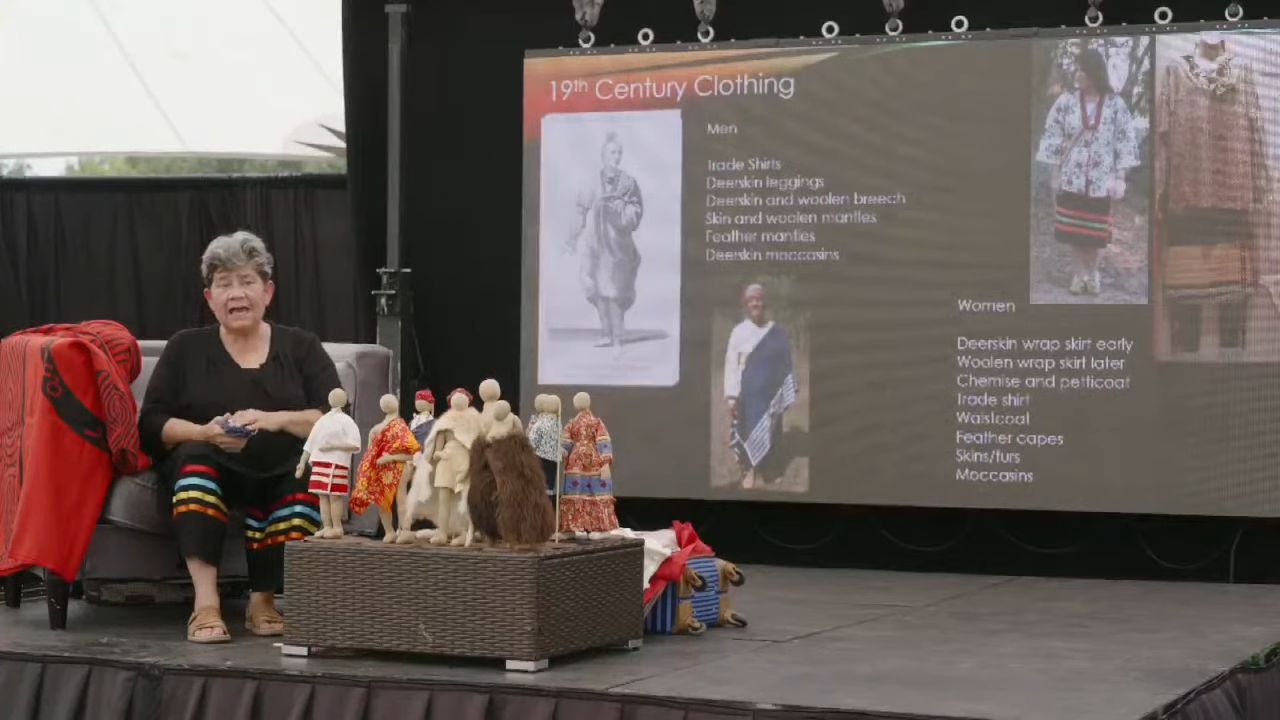 19th Century Clothing
Men
Trade Shirts
Deerskin leggings
Deerskin and woolen breech
Skin and woolen mantles
Feather mantles
Deerskin moccasins
Women
Deerskin wrap skirt early
Woolen wrap skirt later
Chemise and petticoat
Trade shirt
Waistcoat
Feather capes
Skins/furs
Moccasins